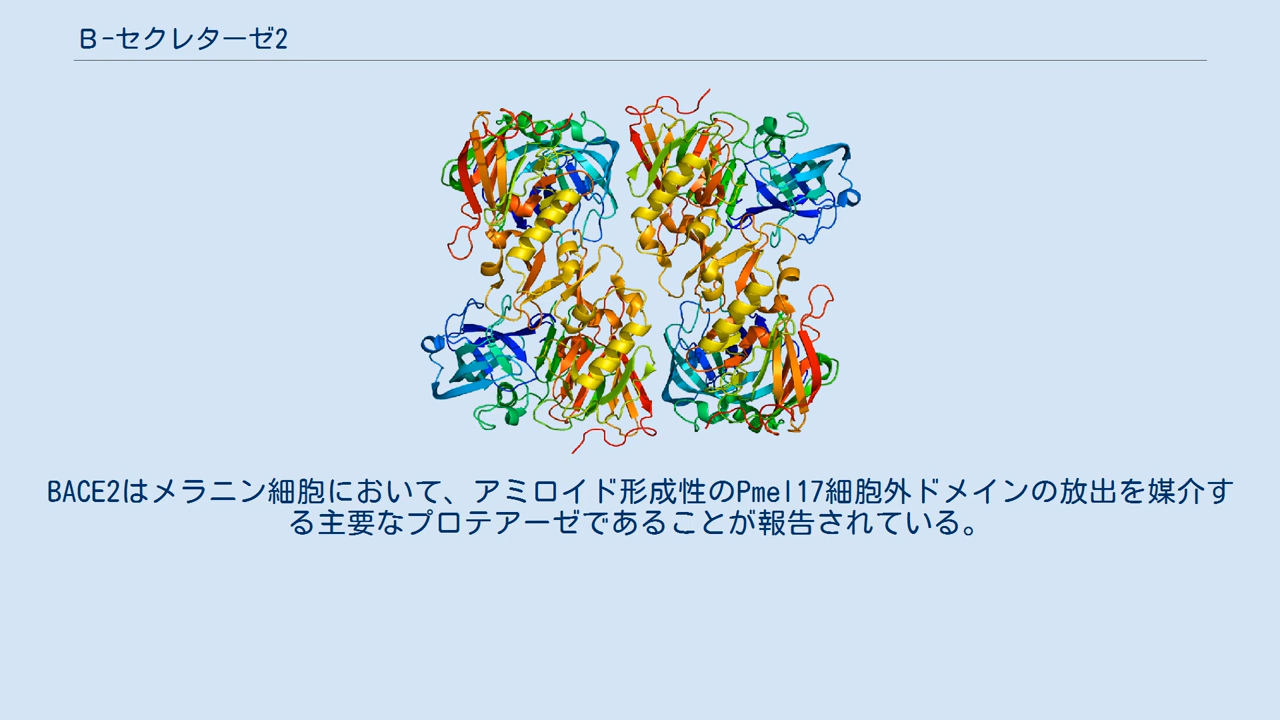 Β-セクレターゼ2
BACE2はメラニン細胞において、アミロイド形成性のPmel17細胞外ドメインの放出を媒介す
る主要なプロテアーゼであることが報告されている。